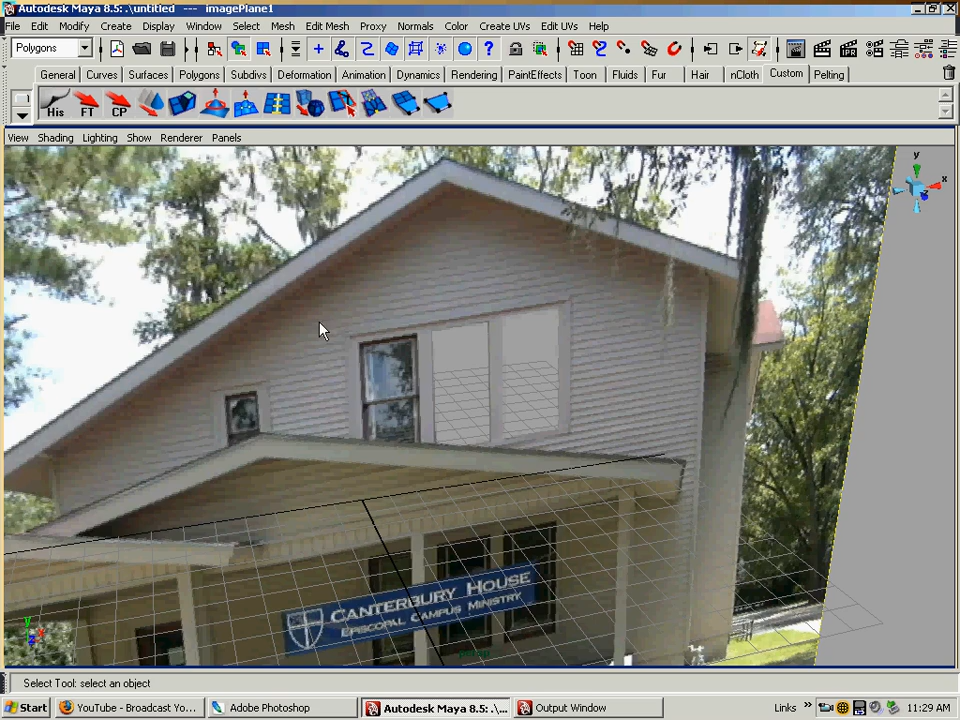 Autodesk Maya 8.5: .\untitled --- imagePlane1
File Edit Modify Create Display Window Select Mesh Edit Mesh Proxy Normals Color Create UVs Edit UVs Help
Polygons
General Curves Surfaces Polygons Subdivs Deformation Animation Dynamics Rendering PaintEffects Toon Fluids Fur Hair nCloth Custom Pelting
His FT CP
View Shading Lighting Show Renderer Panels
y
x
CANTERBURY HOUSE
EPISCOPAL CAMPUS MINISTRY
persp
Select Tool: select an object
Start YouTube - Broadcast Yo... Adobe Photoshop Autodesk Maya 8.5: .\... Output Window Links » 11:29 AM